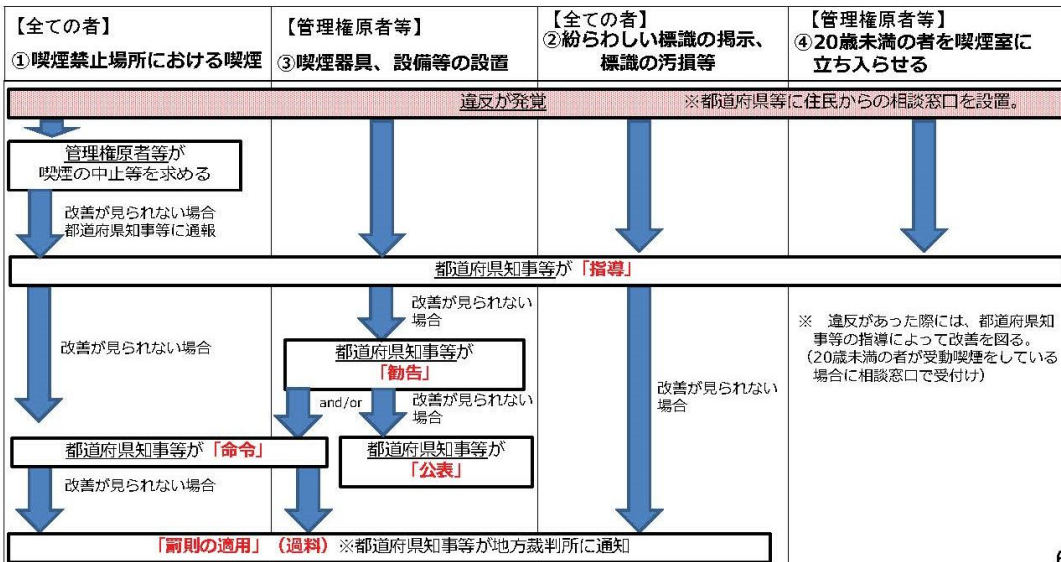 【全ての者】
①喫煙禁止場所における喫煙
【管理権原者等】
③喫煙器具、設備等の設置
【全ての者】
②紛らわしい標識の掲示、
標識の汚損等
【管理権原者等】
④20歳未満の者を喫煙室に
立ち入らせる
違反が発覚 ※都道府県等に住民からの相談窓口を設置。
管理権原者等が
喫煙の中止等を求める
改善が見られない場合
都道府県知事等に通報
都道府県知事等が「指導」
改善が見られない場合
改善が見られない
場合
都道府県知事等が
「勧告」
and/or
改善が見られない
場合
都道府県知事等が「命令」
都道府県知事等が
「公表」
改善が見られない場合
改善が見られない
場合
※ 違反があった際には、都道府県知
事等の指導によって改善を図る。
（20歳未満の者が受動喫煙をしている
場合に相談窓口で受付け）
「罰則の適用」（過料）※都道府県知事等が地方裁判所に通知
6